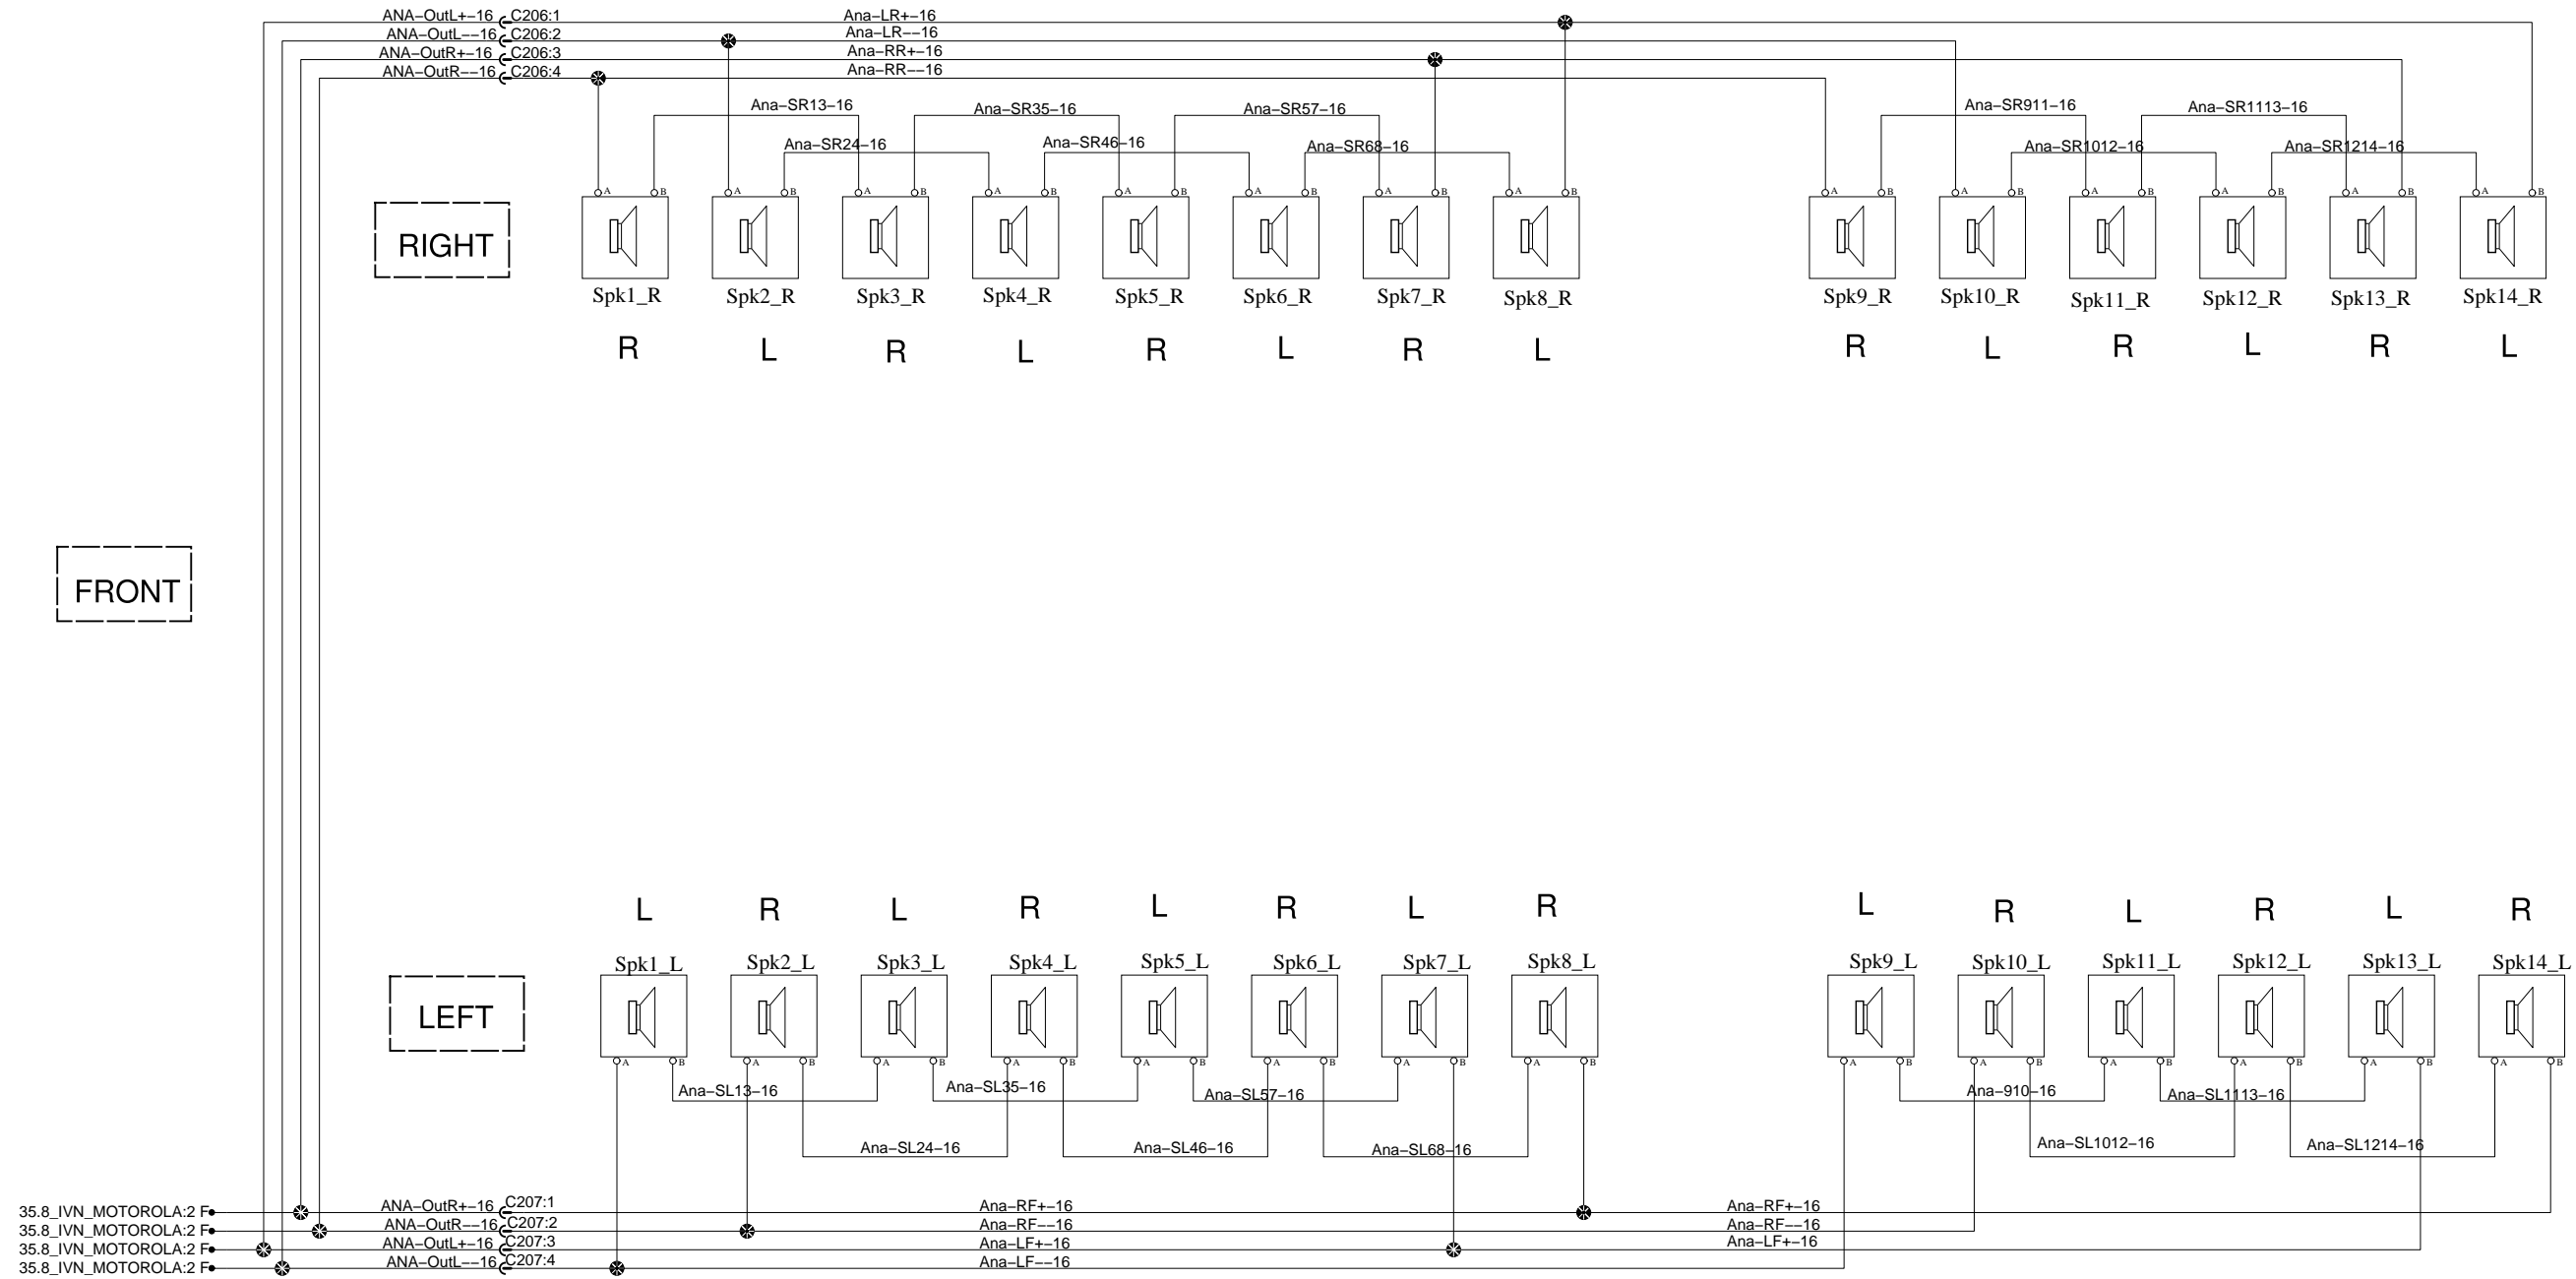 ANA–OutL+–16 C206:1 Ana–LR+–16
ANA–OutL––16 C206:2 Ana–LR––16
ANA–OutR+–16 C206:3 Ana–RR+–16
ANA–OutR––16 C206:4 Ana–RR––16
Ana–SR13–16 Ana–SR35–16 Ana–SR57–16 Ana–SR911–16 Ana–SR1113–16
Ana–SR24–16 Ana–SR46–16 Ana–SR68–16 Ana–SR1012–16 Ana–SR1214–16
A B A B A B A B A B A B A B A B A B A B A B A B A B A B
RIGHT
Spk1_R Spk2_R Spk3_R Spk4_R Spk5_R Spk6_R Spk7_R Spk8_R Spk9_R Spk10_R Spk11_R Spk12_R Spk13_R Spk14_R
R L R L R L R L R L R L R L
FRONT
L R L R L R L R L R L R L R
Spk1_L Spk2_L Spk3_L Spk4_L Spk5_L Spk6_L Spk7_L Spk8_L Spk9_L Spk10_L Spk11_L Spk12_L Spk13_L Spk14_L
LEFT
A B A B A B A B A B A B A B A B A B A B A B A B A B A B
Ana–SL13–16 Ana–SL35–16 Ana–SL57–16 Ana–910–16 Ana–SL1113–16
Ana–SL24–16 Ana–SL46–16 Ana–SL68–16 Ana–SL1012–16 Ana–SL1214–16
35.8_IVN_MOTOROLA:2 F ANA–OutR+–16 C207:1 Ana–RF+–16 Ana–RF+–16
35.8_IVN_MOTOROLA:2 F ANA–OutR––16 C207:2 Ana–RF––16 Ana–RF––16
35.8_IVN_MOTOROLA:2 F ANA–OutL+–16 C207:3 Ana–LF+–16 Ana–LF+–16
35.8_IVN_MOTOROLA:2 F ANA–OutL––16 C207:4 Ana–LF––16